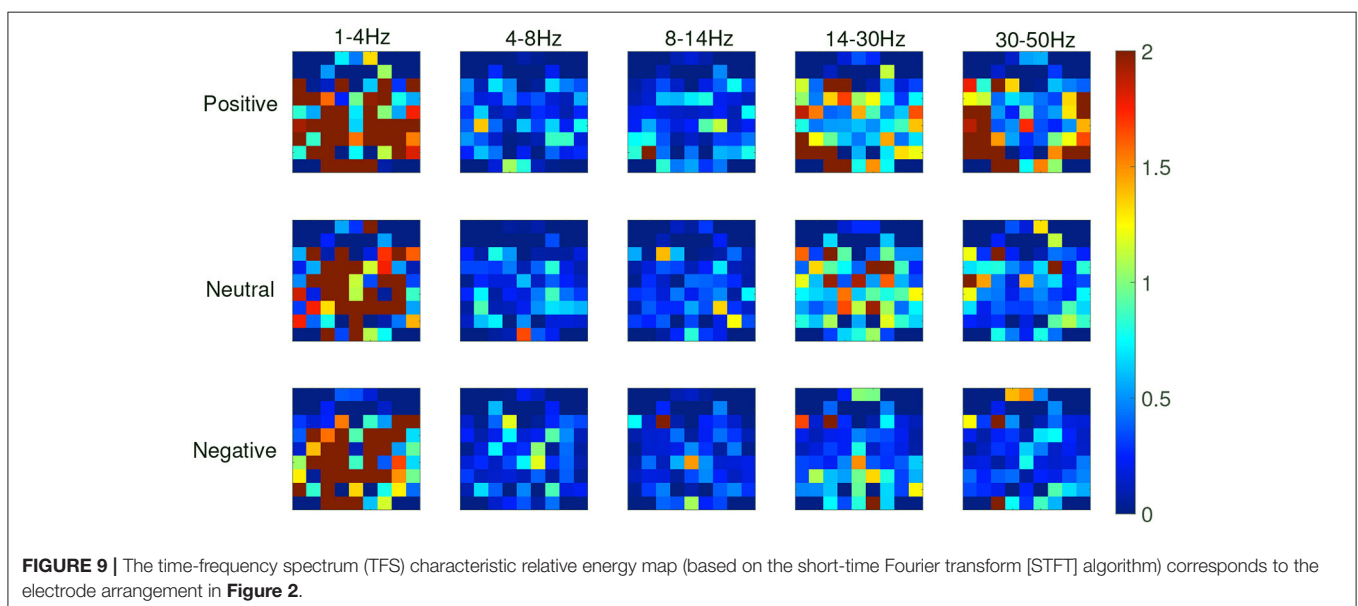 1-4Hz 4-8Hz 8-14Hz 14-30Hz 30-50Hz
2
Positive
1.5
Neutral
1
0.5
Negative
0
FIGURE 9 | The time-frequency spectrum (TFS) characteristic relative energy map (based on the short-time Fourier transform [STFT] algorithm) corresponds to the
electrode arrangement in Figure 2.